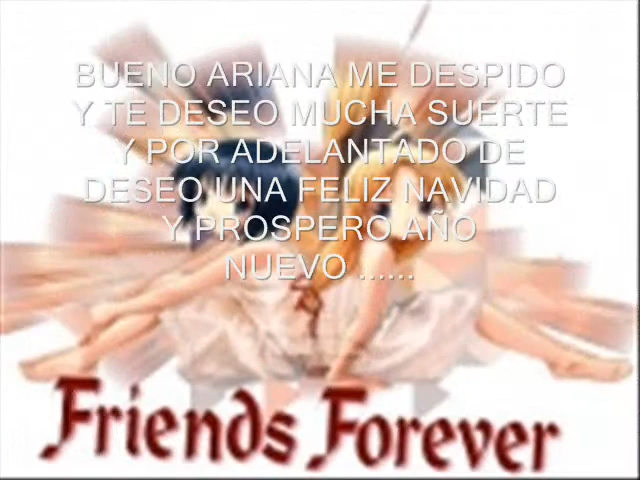 BUENO ARIANA ME DESPIDO
Y TE DESEO MUCHA SUERTE
Y POR ADELANTADO DE
DESEO UNA FELIZ NAVIDAD
Y PROSPERO AÑO
NUEVO ......
Friends Forever